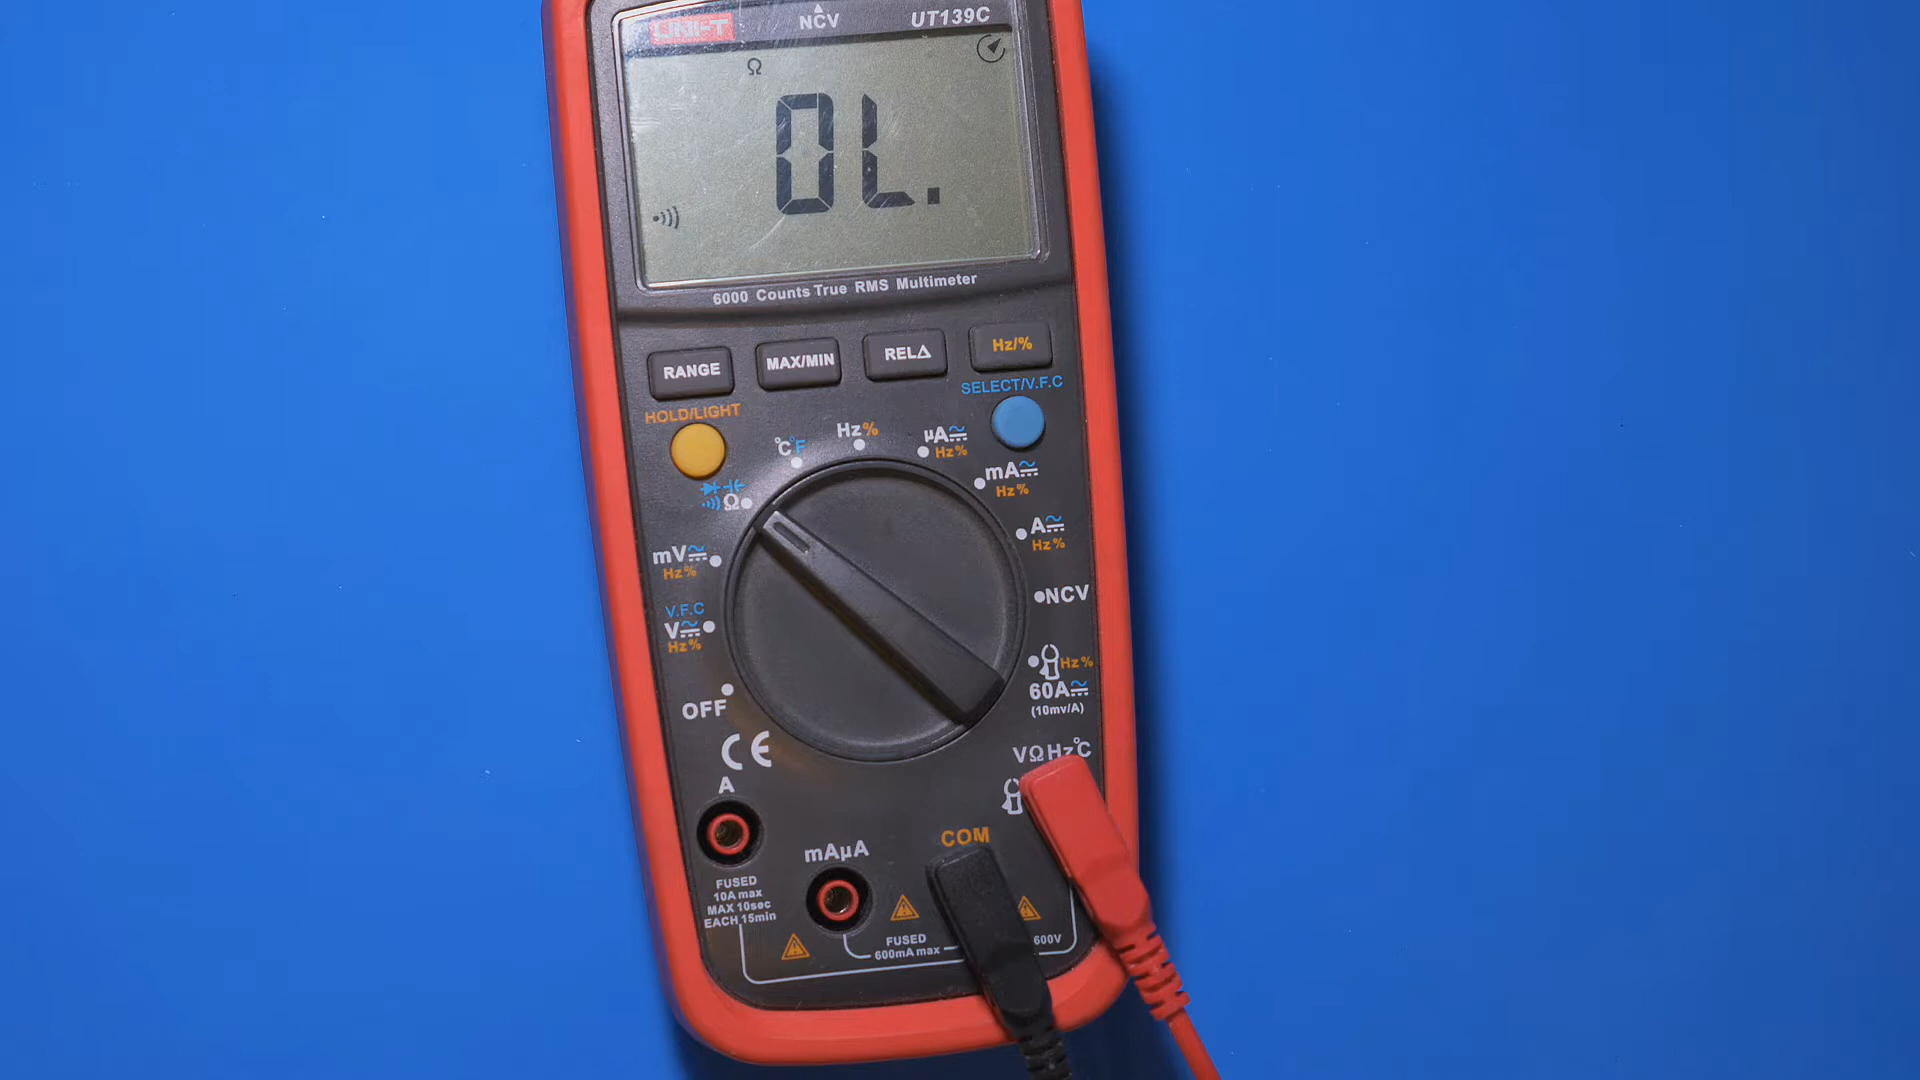 UNI-T
NCV
UT139C
Ω
OL.
6000 Counts True RMS Multimeter
RANGE
MAX/MIN
RELΔ
Hz/%
HOLD/LIGHT
SELECT/V.F.C
°C°F
Hz%
μA
Hz%
mA
Hz%
A
Hz%
NCV
Hz%
60A
(10mv/A)
Ω
mV
Hz%
V.F.C
V
Hz%
OFF
CE
VΩHz°C
A
mAμA
COM
FUSED
10A max
MAX 10sec
EACH 15min
FUSED
600mA max
600V